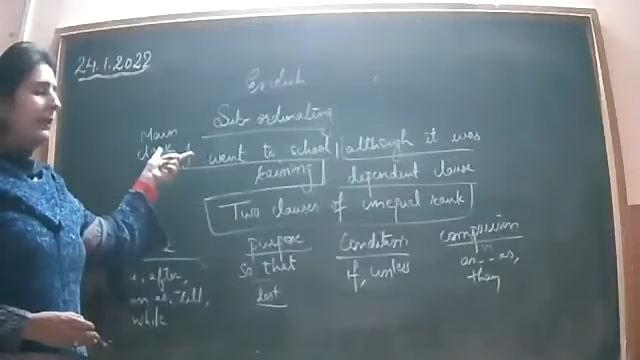 24.1.2022
English
Sub ordinating
Main
I went to school although it was
raining dependent clause
Two clauses of unequal rank
purpose Condition comparison
so that if, unless as - - as,
after, lest than
as, till,
while